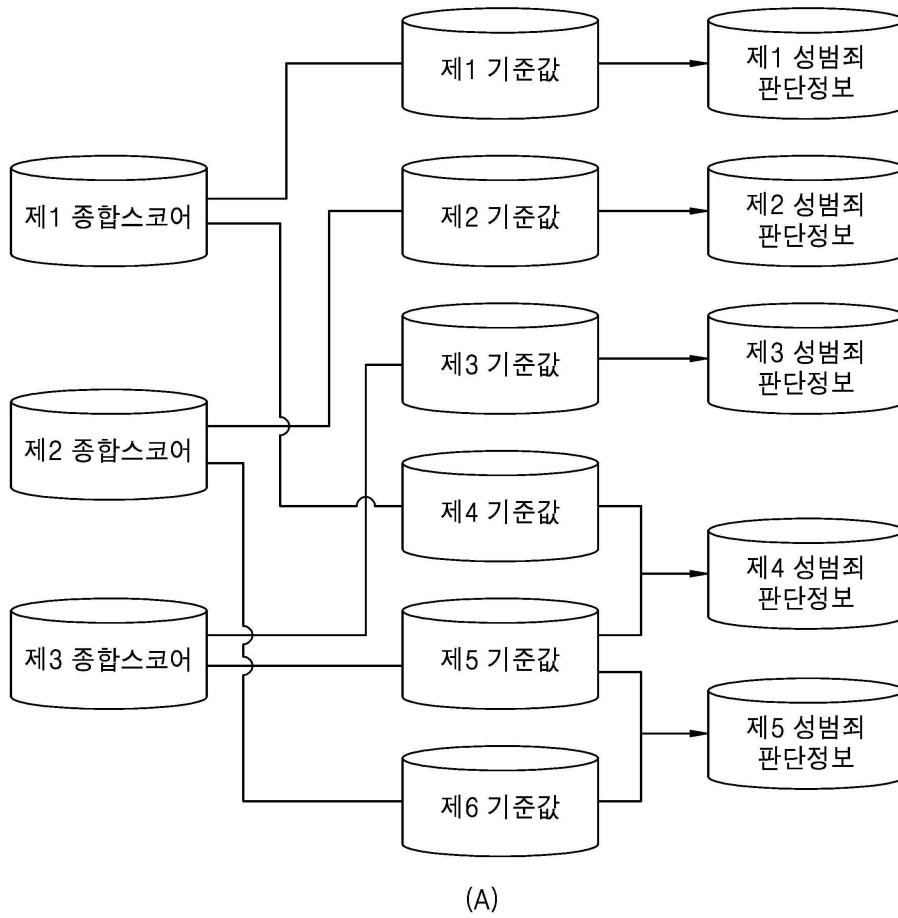 제1 종합스코어
제2 종합스코어
제3 종합스코어
제1 기준값
제2 기준값
제3 기준값
제4 기준값
제5 기준값
제6 기준값
제1 성범죄
판단정보
제2 성범죄
판단정보
제3 성범죄
판단정보
제4 성범죄
판단정보
제5 성범죄
판단정보
(A)